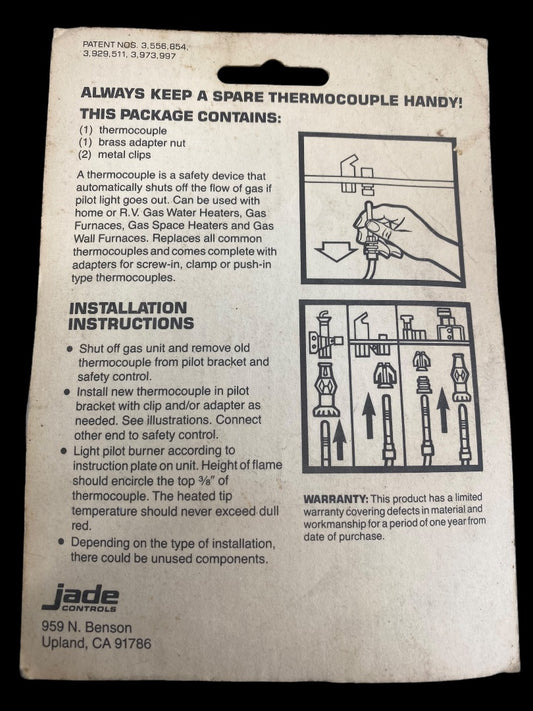 PATENT NOS. 3,556,854,
3,929,511, 3,973,997
ALWAYS KEEP A SPARE THERMOCOUPLE HANDY!
THIS PACKAGE CONTAINS:
(1) thermocouple
(1) brass adapter nut
(2) metal clips
A thermocouple is a safety device that
automatically shuts off the flow of gas if
pilot light goes out. Can be used with
home or R.V. Gas Water Heaters, Gas
Furnaces, Gas Space Heaters and Gas
Wall Furnaces. Replaces all common
thermocouples and comes complete with
adapters for screw-in, clamp or push-in
type thermocouples.
INSTALLATION
INSTRUCTIONS
• Shut off gas unit and remove old
thermocouple from pilot bracket and
safety control.
• Install new thermocouple in pilot
bracket with clip and/or adapter as
needed. See illustrations. Connect
other end to safety control.
• Light pilot burner according to
instruction plate on unit. Height of flame
should encircle the top ⅜" of
thermocouple. The heated tip
temperature should never exceed dull
red.
• Depending on the type of installation,
there could be unused components.
WARRANTY: This product has a limited
warranty covering defects in material and
workmanship for a period of one year from
date of purchase.
jade
CONTROLS
959 N. Benson
Upland, CA 91786